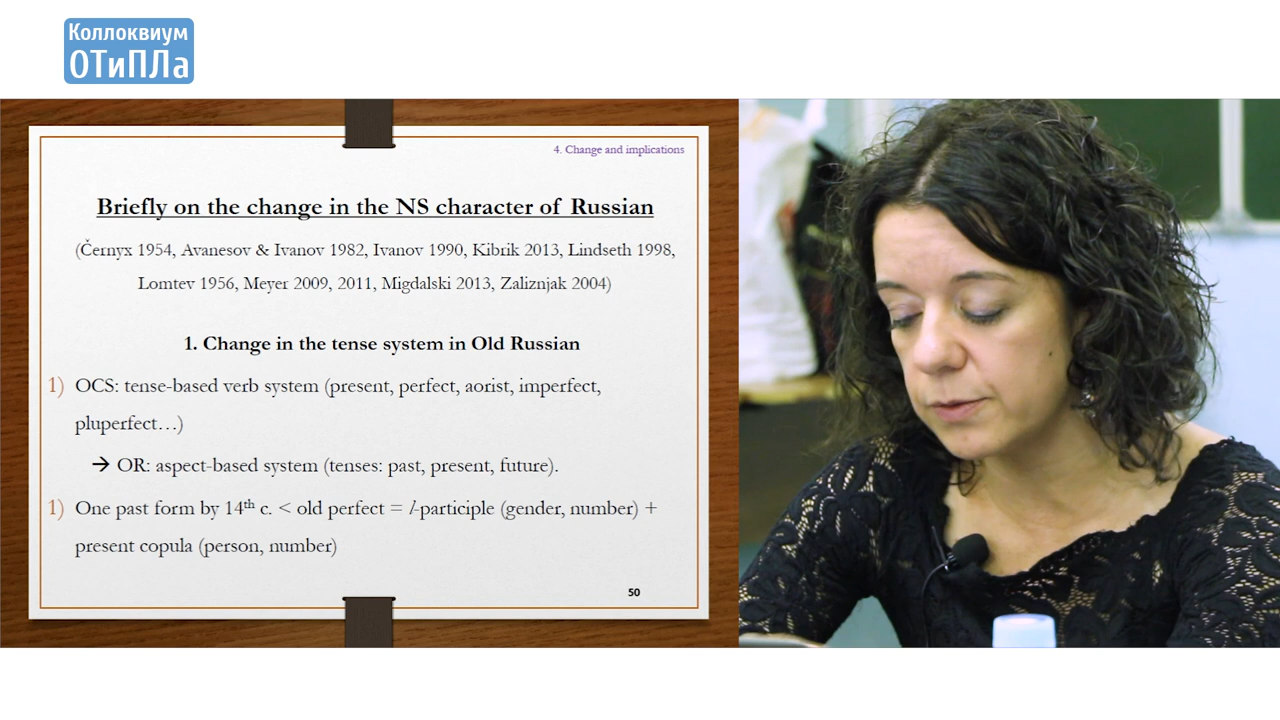 Коллоквиум
ОТиПЛа
4. Change and implications
Briefly on the change in the NS character of Russian
(Černyx 1954, Avanesov & Ivanov 1982, Ivanov 1990, Kibrik 2013, Lindseth 1998,
Lomtev 1956, Meyer 2009, 2011, Migdalski 2013, Zaliznjak 2004)
1. Change in the tense system in Old Russian
1) OCS: tense-based verb system (present, perfect, aorist, imperfect,
pluperfect…)
→ OR: aspect-based system (tenses: past, present, future).
1) One past form by 14th c. < old perfect = l-participle (gender, number) +
present copula (person, number)
50